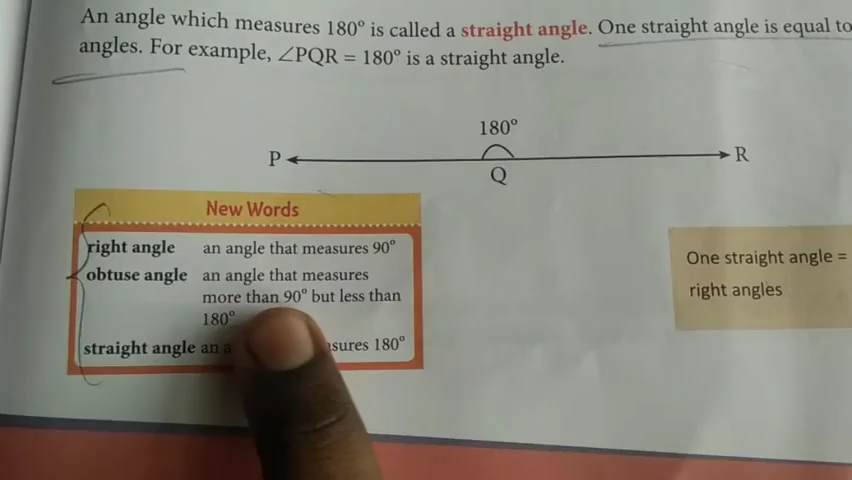 An angle which measures 180° is called a straight angle. One straight angle is equal to
angles. For example, ∠PQR = 180° is a straight angle.
180°
P
R
Q
New Words
right angle an angle that measures 90°
obtuse angle an angle that measures
more than 90° but less than
180°
straight angle an sures 180°
One straight angle =
right angles